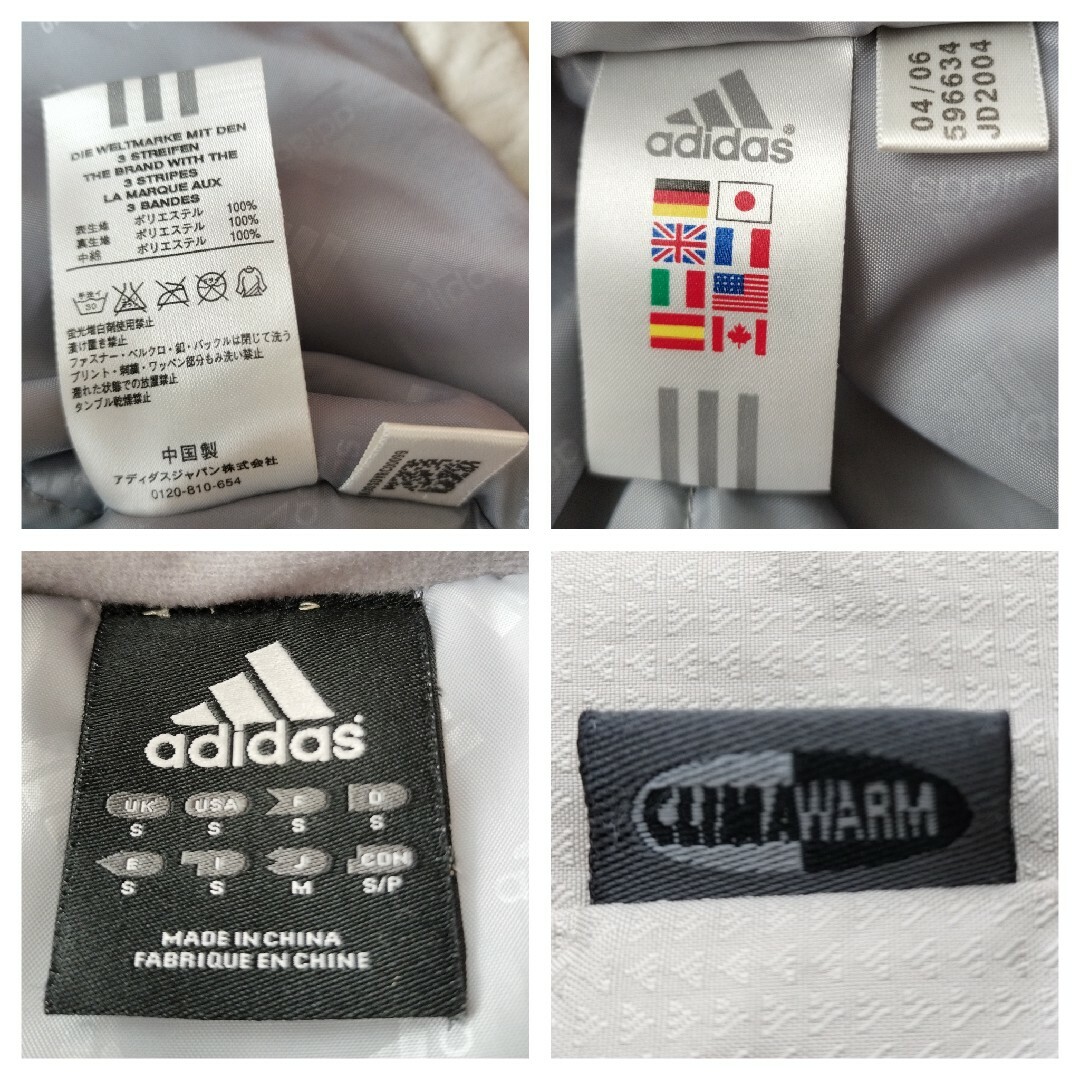 DIE WELTMARKE MIT DEN
3 STREIFEN
THE BRAND WITH THE
3 STRIPES
LA MARQUE AUX
3 BANDES
表生地 ポリエステル 100%
裏生地 ポリエステル 100%
中綿 ポリエステル 100%
手洗イ
30
蛍光増白剤使用禁止
漬け置き禁止
ファスナー・ベルクロ・釦・バックルは閉じて洗う
プリント・刺繍・ワッペン部分もみ洗い禁止
濡れた状態での放置禁止
タンブル乾燥禁止
中国製
アディダスジャパン株式会社
0120-810-654
adidas
04/06
596634
JD2004
adidas
UK USA F D
S S S S
E I J CDN
S S M S/P
MADE IN CHINA
FABRIQUE EN CHINE
CLIMAWARM